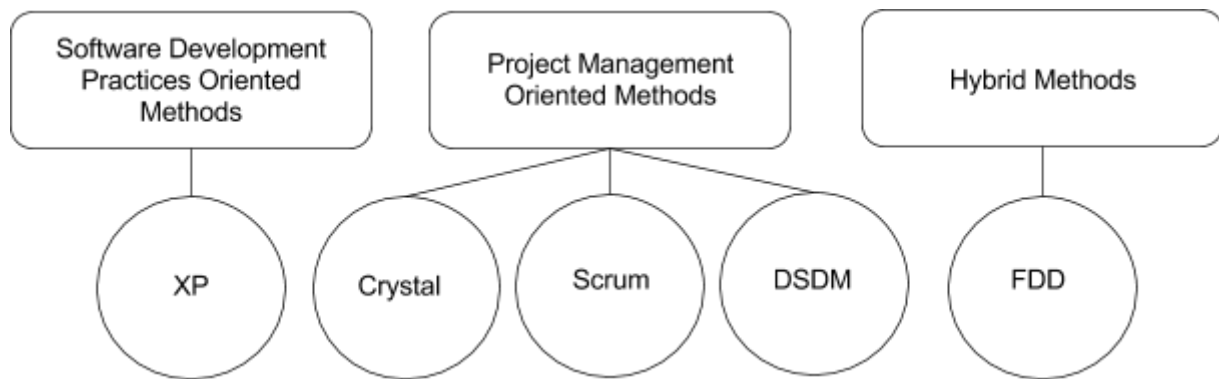 Software Development
Practices Oriented
Methods
Project Management
Oriented Methods
Hybrid Methods
XP
Crystal
Scrum
DSDM
FDD